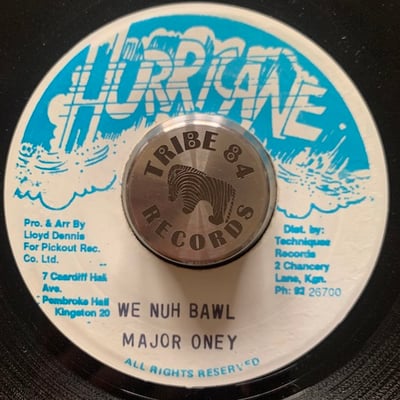 HURRICANE
TRIBE 84
RECORDS
Pro. & Arr By
Lloyd Dennis
For Pickout Rec.
Co. Ltd.
7 Caardiff Hall
Ave.
Pembroke Hall
Kingston 20
Dist. by:
Techniques
Records
2 Chancery
Lane, Kgn.
Ph: 92 26700
WE NUH BAWL
MAJOR ONEY
ALL RIGHTS RESERVED